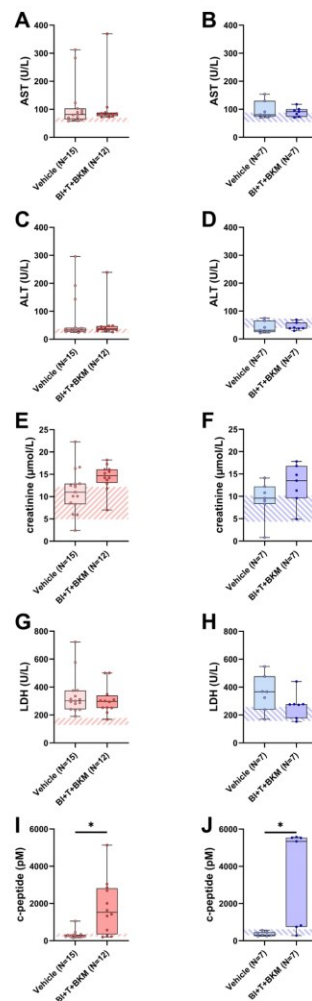 A
B
AST (U/L)
400
300
200
100
0
Vehicle (N=15)
BI+T+BKM (N=12)
AST (U/L)
400
300
200
100
0
Vehicle (N=7)
BI+T+BKM (N=7)
C
D
ALT (U/L)
400
300
200
100
0
Vehicle (N=15)
BI+T+BKM (N=12)
ALT (U/L)
400
300
200
100
0
Vehicle (N=7)
BI+T+BKM (N=7)
E
F
creatinine (µmol/L)
25
20
15
10
5
0
Vehicle (N=15)
BI+T+BKM (N=12)
creatinine (µmol/L)
25
20
15
10
5
0
Vehicle (N=7)
BI+T+BKM (N=7)
G
H
LDH (U/L)
800
600
400
200
0
Vehicle (N=15)
BI+T+BKM (N=12)
LDH (U/L)
800
600
400
200
0
Vehicle (N=7)
BI+T+BKM (N=7)
I
J
c-peptide (pM)
6000
4000
2000
0
*
Vehicle (N=15)
BI+T+BKM (N=12)
c-peptide (pM)
6000
4000
2000
0
*
Vehicle (N=7)
BI+T+BKM (N=7)